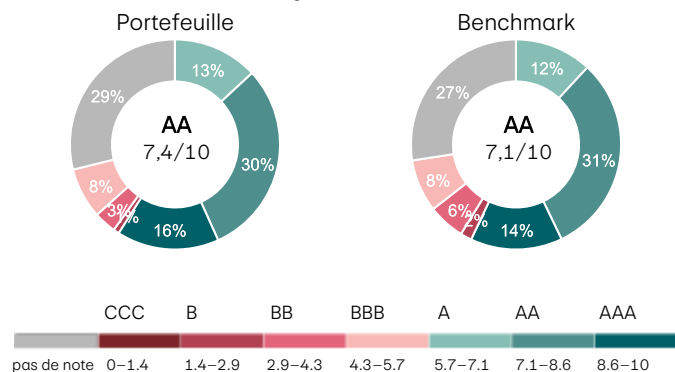 Portefeuille
Benchmark
13%
30%
16%
3%
8%
29%
AA
7,4/10
12%
31%
14%
2%
6%
8%
27%
AA
7,1/10
CCC B BB BBB A AA AAA
pas de note 0–1.4 1.4–2.9 2.9–4.3 4.3–5.7 5.7–7.1 7.1–8.6 8.6–10